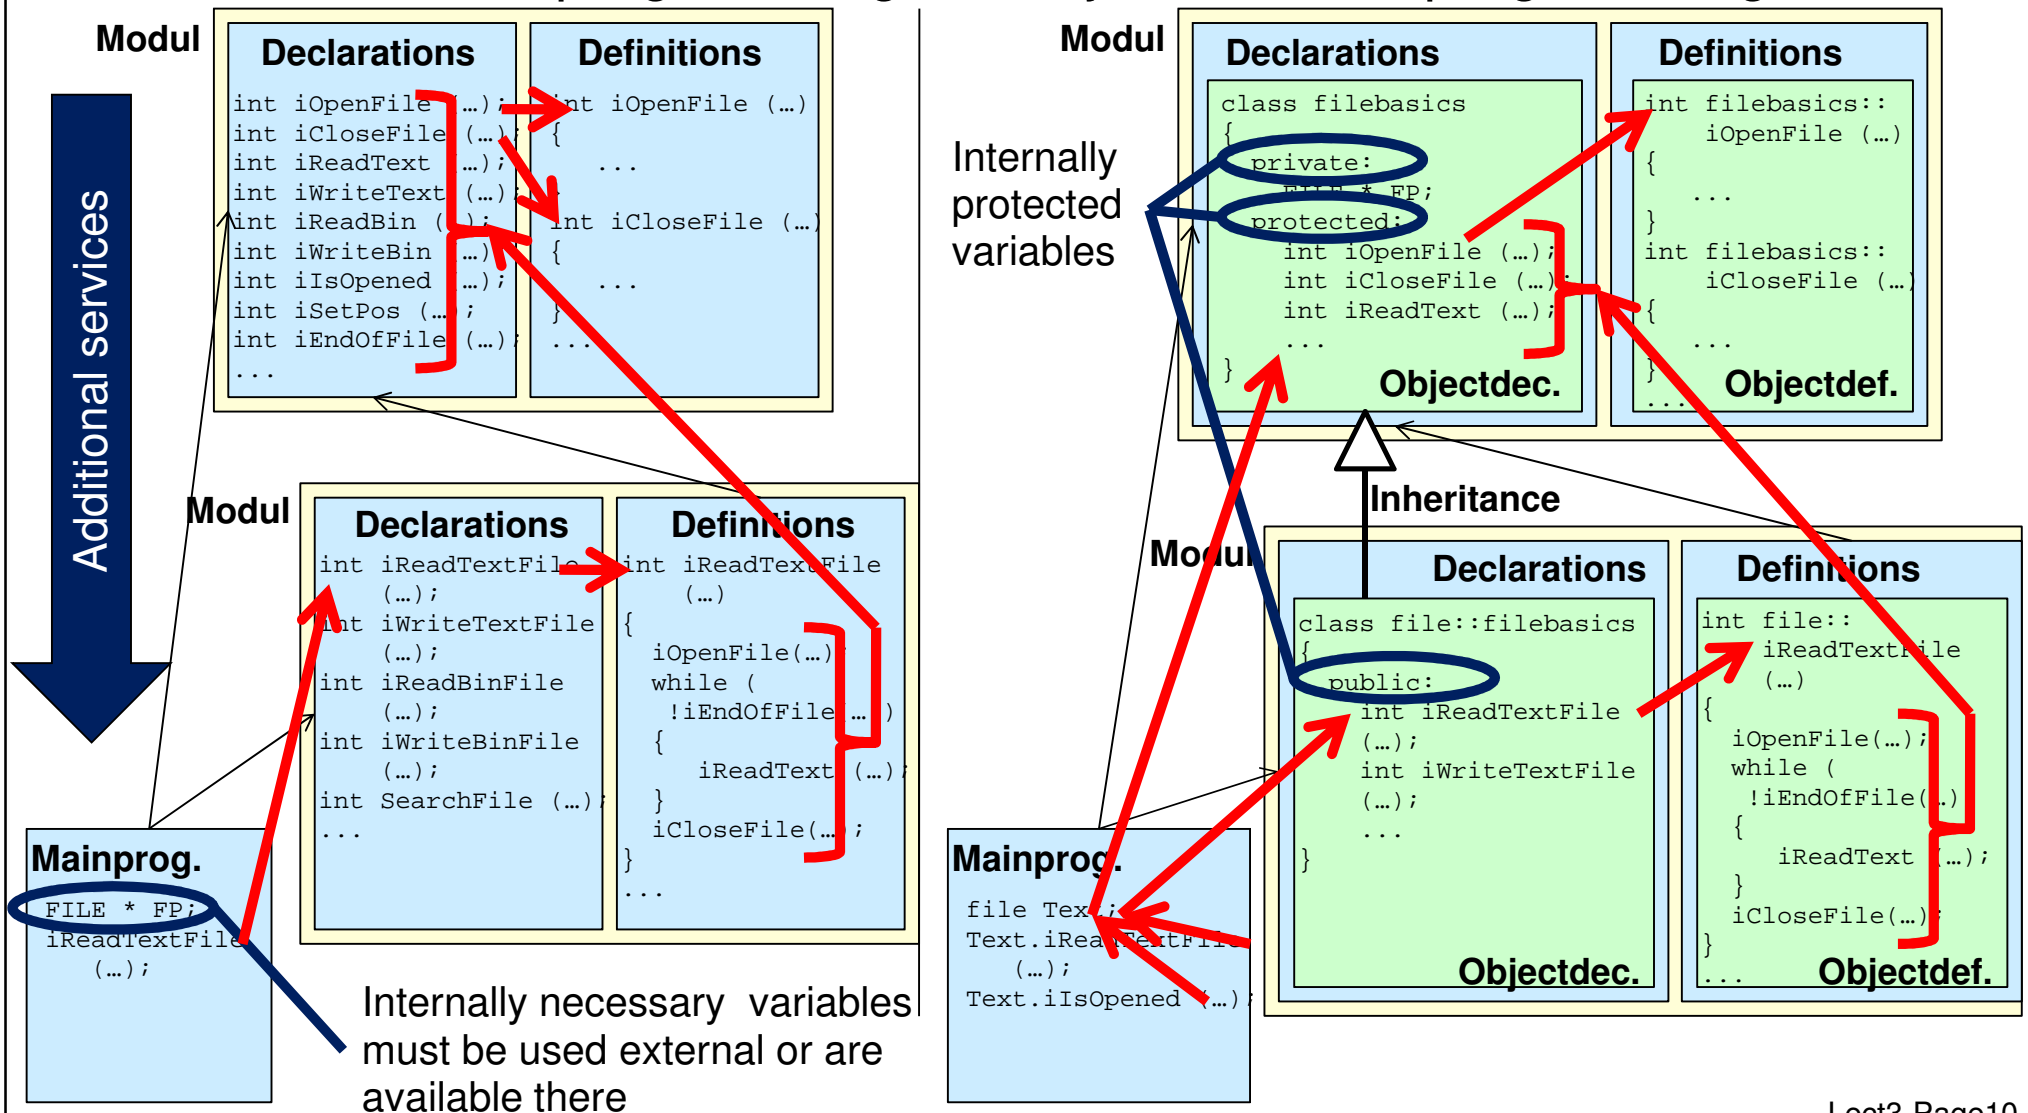 Modul
Declarations
int iOpenFile (…);
int iCloseFile (…);
int iReadText (…);
int iWriteText (…);
int iReadBin (…);
int iWriteBin (…)
int iIsOpened (…);
int iSetPos (…);
int iEndOfFile (…);
...
Definitions
int iOpenFile (…)
{
...
}
int iCloseFile (…)
{
...
}
...
Additional services
Modul
Declarations
int iReadTextFile
(…);
int iWriteTextFile
(…);
int iReadBinFile
(…);
int iWriteBinFile
(…);
int SearchFile (…);
...
Definitions
int iReadTextFile
(…)
{
iOpenFile(…);
while (
!iEndOfFile(…)
{
iReadText (…);
}
iCloseFile(…);
}
...
Mainprog.
FILE * FP;
iReadTextFile
(…);
Internally necessary variables
must be used external or are
available there
Modul
Declarations
class filebasics
{
private:
FILE * FP;
protected:
int iOpenFile (…);
int iCloseFile (…);
int iReadText (…);
...
}
Objectdec.
Definitions
int filebasics::
iOpenFile (…)
{
...
}
int filebasics::
iCloseFile (…)
{
...
}
...
Objectdef.
Internally
protected
variables
Inheritance
Modul
Declarations
class file::filebasics
{
public:
int iReadTextFile
(…);
int iWriteTextFile
(…);
...
}
Objectdec.
Definitions
int file::
iReadTextFile
(…)
{
iOpenFile(…);
while (
!iEndOfFile(…)
{
iReadText (…);
}
iCloseFile(…);
}
...
Objectdef.
Mainprog.
file Text;
Text.iReadTextFile
(…);
Text.iIsOpened (…);